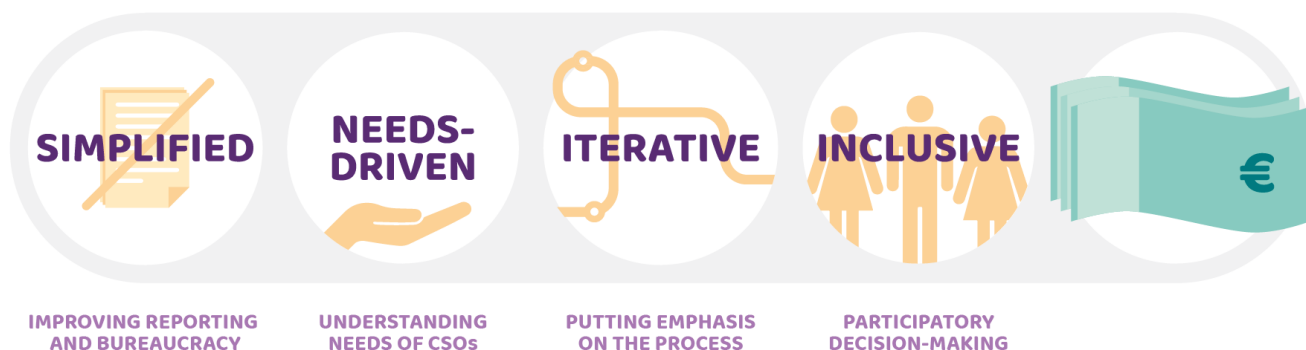 SIMPLIFIED
NEEDS-
DRIVEN
ITERATIVE
INCLUSIVE
€
IMPROVING REPORTING
AND BUREAUCRACY
UNDERSTANDING
NEEDS OF CSOs
PUTTING EMPHASIS
ON THE PROCESS
PARTICIPATORY
DECISION-MAKING